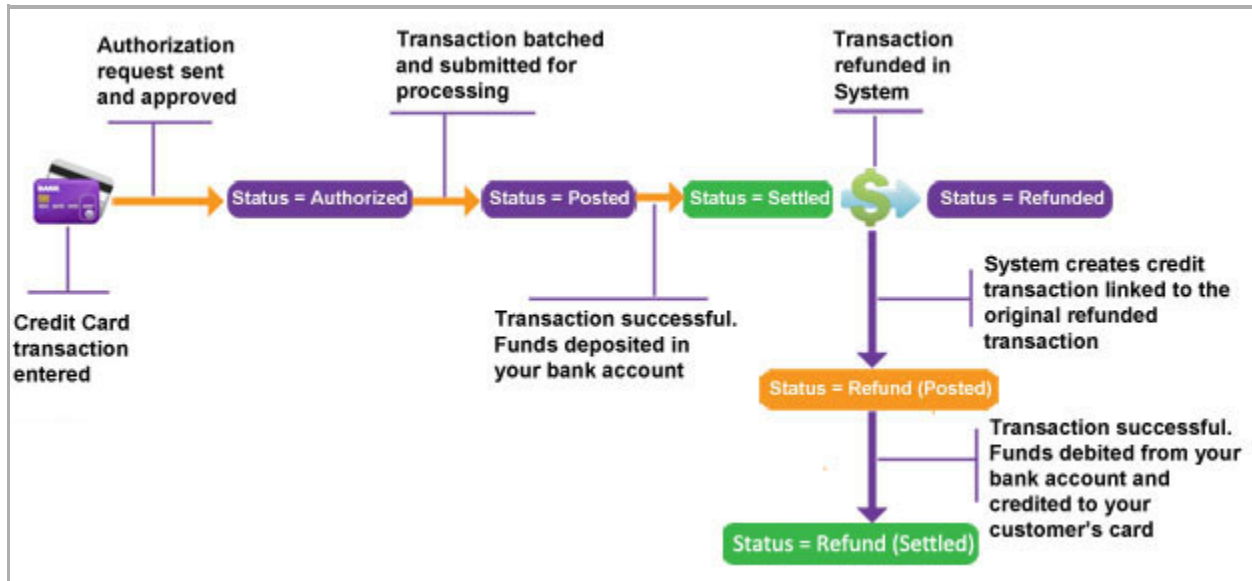 Authorization
request sent
and approved
Transaction batched
and submitted for
processing
Transaction
refunded in
System
BANK
Status = Authorized
Status = Posted
Status = Settled
$
Status = Refunded
Credit Card
transaction
entered
Transaction successful.
Funds deposited in
your bank account
System creates credit
transaction linked to the
original refunded
transaction
Status = Refund (Posted)
Transaction successful.
Funds debited from your
bank account and
credited to your
customer's card
Status = Refund (Settled)